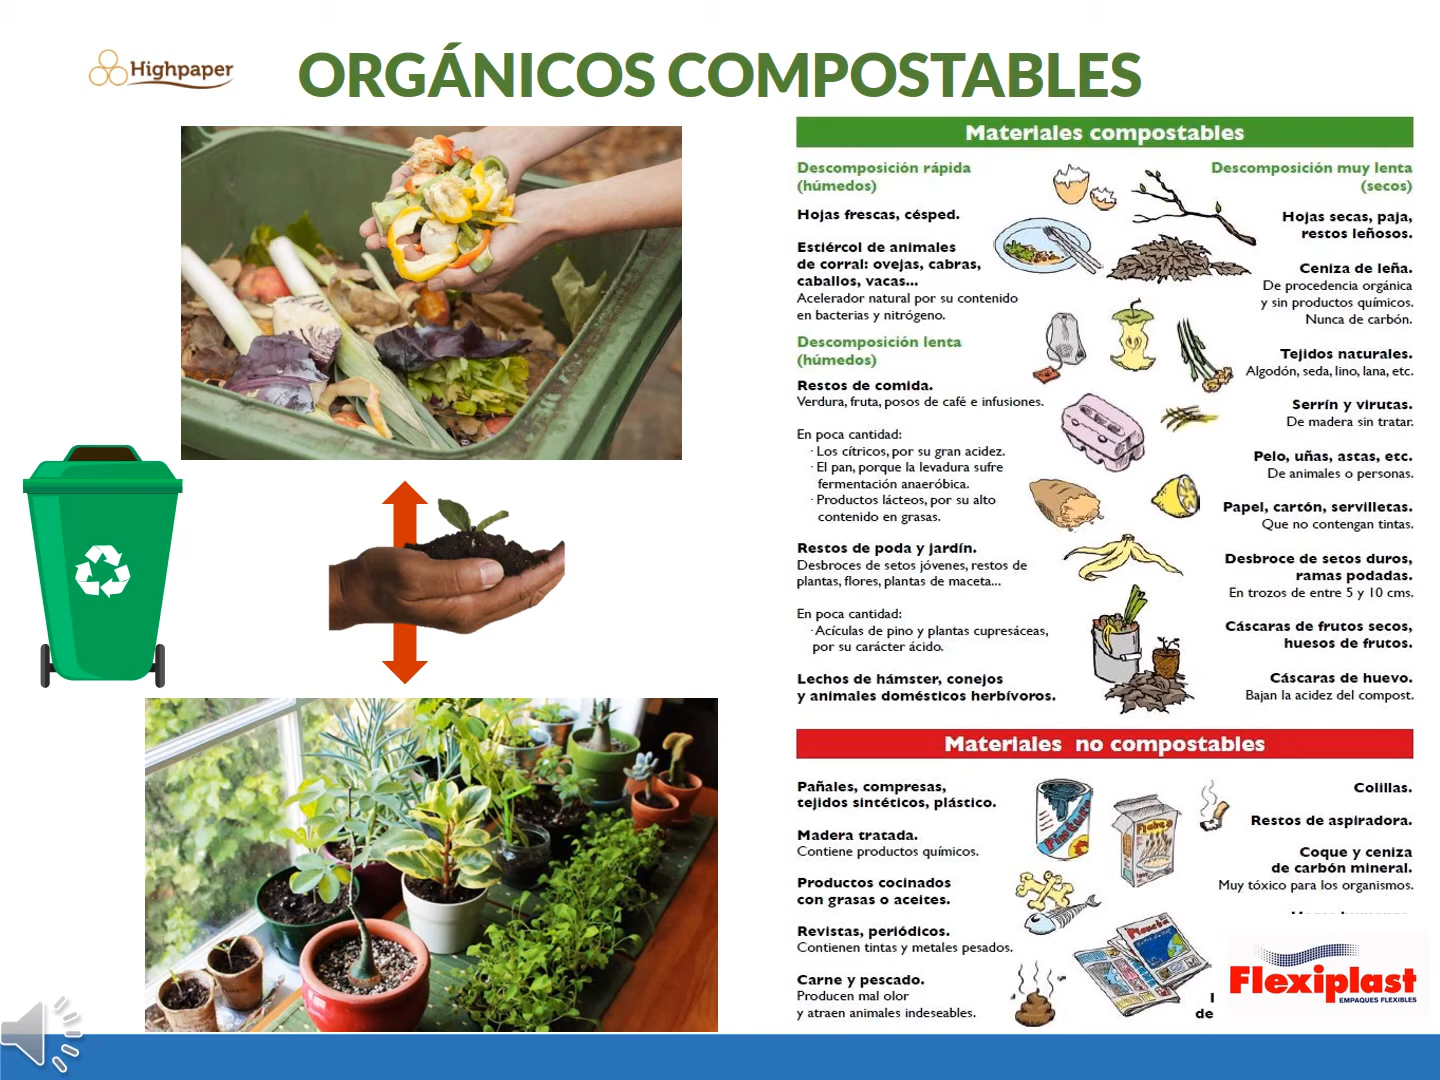 Highpaper
ORGÁNICOS COMPOSTABLES
Materiales compostables
Descomposición rápida
(húmedos)
Hojas frescas, césped.
Estiércol de animales
de corral: ovejas, cabras,
caballos, vacas...
Acelerador natural por su contenido
en bacterias y nitrógeno.
Descomposición lenta
(húmedos)
Restos de comida.
Verdura, fruta, posos de café e infusiones.
En poca cantidad:
· Los cítricos, por su gran acidez.
· El pan, porque la levadura sufre
fermentación anaeróbica.
· Productos lácteos, por su alto
contenido en grasas.
Restos de poda y jardín.
Desbroces de setos jóvenes, restos de
plantas, flores, plantas de maceta...
En poca cantidad:
· Acículas de pino y plantas cupresáceas,
por su carácter ácido.
Lechos de hámster, conejos
y animales domésticos herbívoros.
Descomposición muy lenta
(secos)
Hojas secas, paja,
restos leñosos.
Ceniza de leña.
De procedencia orgánica
y sin productos químicos.
Nunca de carbón.
Tejidos naturales.
Algodón, seda, lino, lana, etc.
Serrín y virutas.
De madera sin tratar.
Pelo, uñas, astas, etc.
De animales o personas.
Papel, cartón, servilletas.
Que no contengan tintas.
Desbroce de setos duros,
ramas podadas.
En trozos de entre 5 y 10 cms.
Cáscaras de frutos secos,
huesos de frutos.
Cáscaras de huevo.
Bajan la acidez del compost.
Materiales no compostables
Pañales, compresas,
tejidos sintéticos, plástico.
Madera tratada.
Contiene productos químicos.
Productos cocinados
con grasas o aceites.
Revistas, periódicos.
Contienen tintas y metales pesados.
Carne y pescado.
Producen mal olor
y atraen animales indeseables.
Colillas.
Restos de aspiradora.
Coque y ceniza
de carbón mineral.
Muy tóxico para los organismos.
de
Flexiplast
EMPAQUES FLEXIBLES